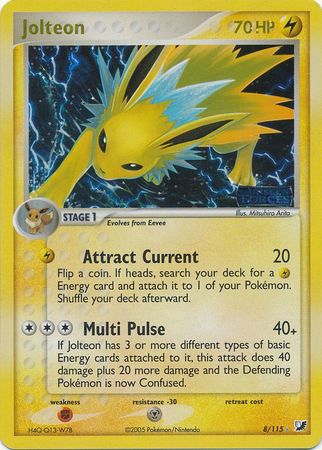 Jolteon 70 HP
FORCES
Illus. Mitsuhiro Arita
STAGE 1
Evolves from Eevee
Attract Current 20
Flip a coin. If heads, search your deck for a
Energy card and attach it to 1 of your Pokémon.
Shuffle your deck afterward.
Multi Pulse 40+
If Jolteon has 3 or more different types of basic
Energy cards attached to it, this attack does 40
damage plus 20 more damage and the Defending
Pokémon is now Confused.
weakness resistance -30 retreat cost
H4Q-Q13-W7B ©2005 Pokémon/Nintendo 8/115